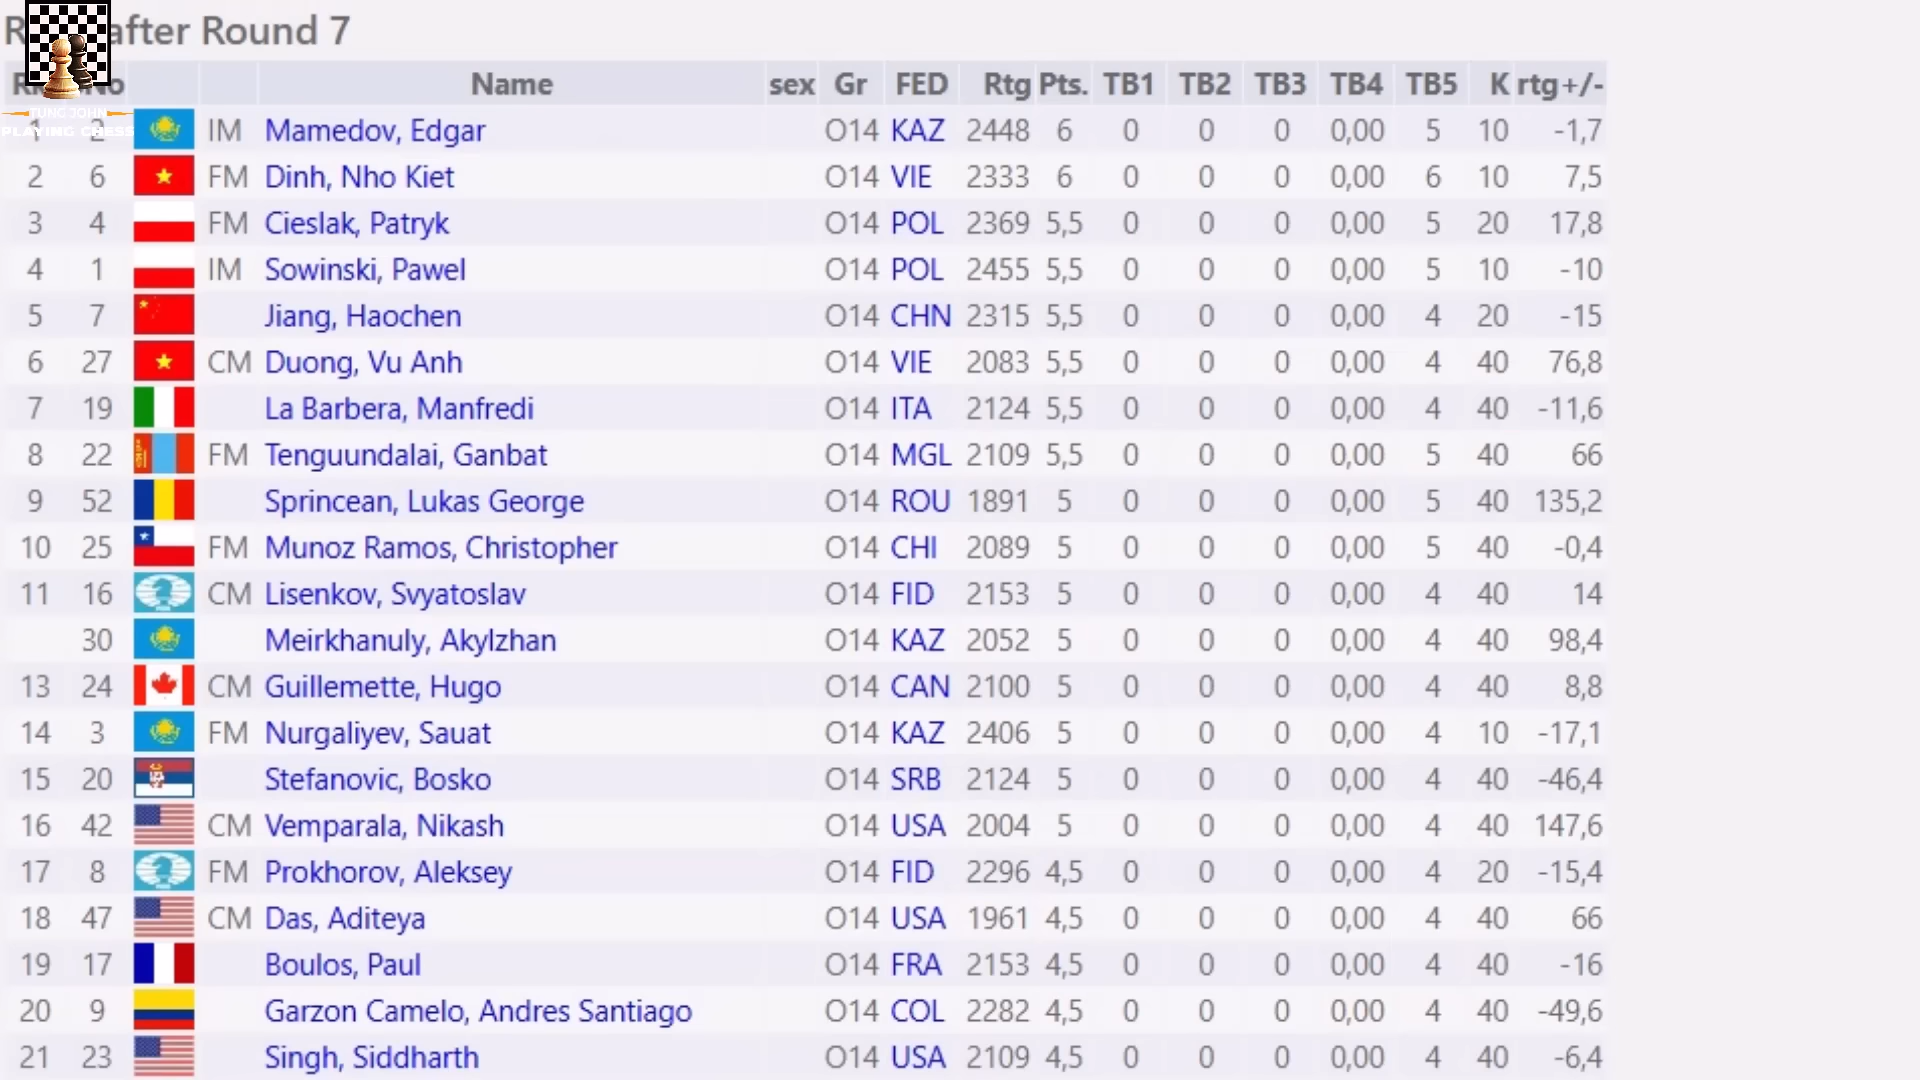 after Round 7
No Name sex Gr FED Rtg Pts. TB1 TB2 TB3 TB4 TB5 K rtg+/-
TUNG JOHN
PLAYING CHESS
1 2 IM Mamedov, Edgar O14 KAZ 2448 6 0 0 0 0,00 5 10 -1,7
2 6 FM Dinh, Nho Kiet O14 VIE 2333 6 0 0 0 0,00 6 10 7,5
3 4 FM Cieslak, Patryk O14 POL 2369 5,5 0 0 0 0,00 5 20 17,8
4 1 IM Sowinski, Pawel O14 POL 2455 5,5 0 0 0 0,00 5 10 -10
5 7 Jiang, Haochen O14 CHN 2315 5,5 0 0 0 0,00 4 20 -15
6 27 CM Duong, Vu Anh O14 VIE 2083 5,5 0 0 0 0,00 4 40 76,8
7 19 La Barbera, Manfredi O14 ITA 2124 5,5 0 0 0 0,00 4 40 -11,6
8 22 FM Tenguundalai, Ganbat O14 MGL 2109 5,5 0 0 0 0,00 5 40 66
9 52 Sprincean, Lukas George O14 ROU 1891 5 0 0 0 0,00 5 40 135,2
10 25 FM Munoz Ramos, Christopher O14 CHI 2089 5 0 0 0 0,00 5 40 -0,4
11 16 CM Lisenkov, Svyatoslav O14 FID 2153 5 0 0 0 0,00 4 40 14
30 Meirkhanuly, Akylzhan O14 KAZ 2052 5 0 0 0 0,00 4 40 98,4
13 24 CM Guillemette, Hugo O14 CAN 2100 5 0 0 0 0,00 4 40 8,8
14 3 FM Nurgaliyev, Sauat O14 KAZ 2406 5 0 0 0 0,00 4 10 -17,1
15 20 Stefanovic, Bosko O14 SRB 2124 5 0 0 0 0,00 4 40 -46,4
16 42 CM Vemparala, Nikash O14 USA 2004 5 0 0 0 0,00 4 40 147,6
17 8 FM Prokhorov, Aleksey O14 FID 2296 4,5 0 0 0 0,00 4 20 -15,4
18 47 CM Das, Aditeya O14 USA 1961 4,5 0 0 0 0,00 4 40 66
19 17 Boulos, Paul O14 FRA 2153 4,5 0 0 0 0,00 4 40 -16
20 9 Garzon Camelo, Andres Santiago O14 COL 2282 4,5 0 0 0 0,00 4 40 -49,6
21 23 Singh, Siddharth O14 USA 2109 4,5 0 0 0 0,00 4 40 -6,4